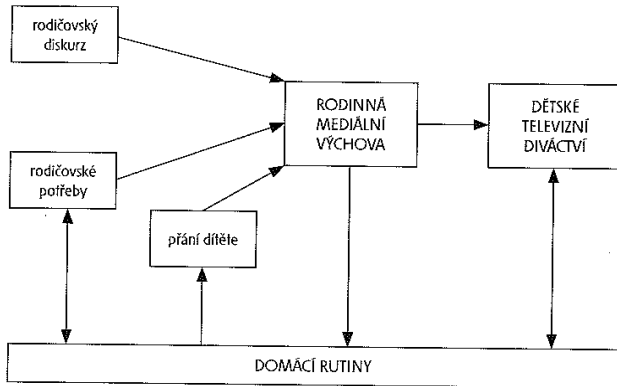 rodičovský
diskurz
RODINNÁ
MEDIÁLNÍ
VÝCHOVA
DĚTSKÉ
TELEVIZNÍ
DIVÁCTVÍ
rodičovské
potřeby
přání dítěte
DOMÁCÍ RUTINY